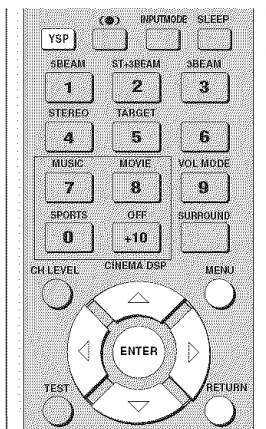 (●) INPUTMODE SLEEP
YSP
5BEAM ST+3BEAM 3BEAM
1 2 3
STEREO TARGET
4 5 6
MUSIC MOVIE VOL MODE
7 8 9
SPORTS OFF SURROUND
0 +10
CINEMA DSP
CH LEVEL MENU
ENTER
TEST RETURN